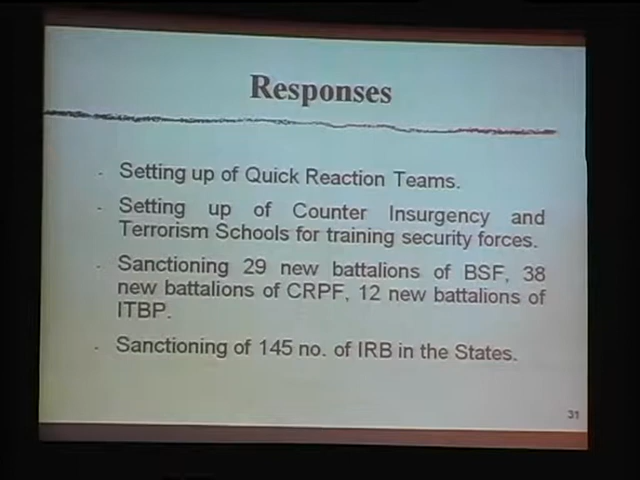 Responses
- Setting up of Quick Reaction Teams.
- Setting up of Counter Insurgency and
Terrorism Schools for training security forces.
- Sanctioning 29 new battalions of BSF, 38
new battalions of CRPF, 12 new battalions of
ITBP.
- Sanctioning of 145 no. of IRB in the States.
31